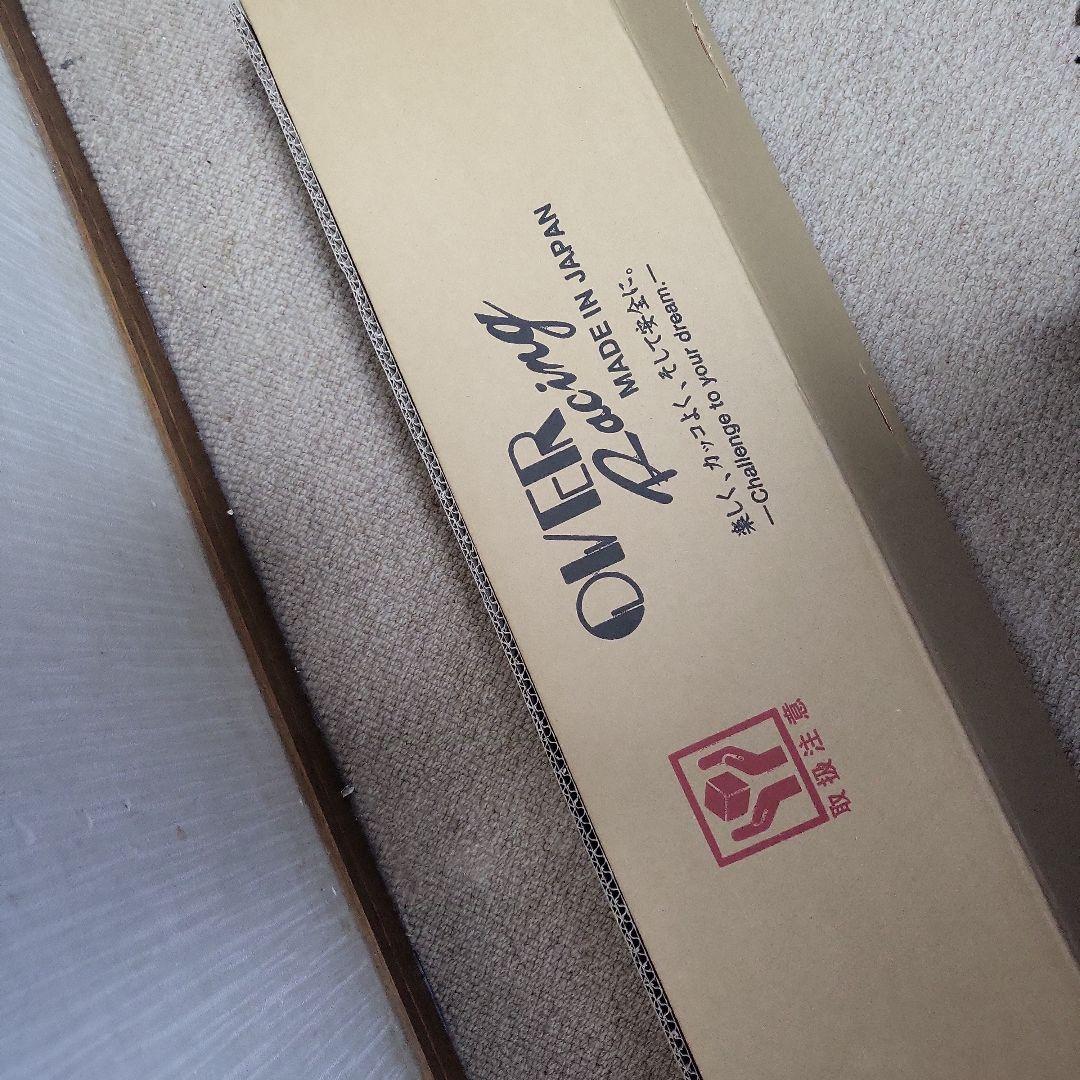 OVER
Racing
MADE IN JAPAN
楽しく、カッコよく、そして安全に。
—Challenge to your dream.—
取扱注意